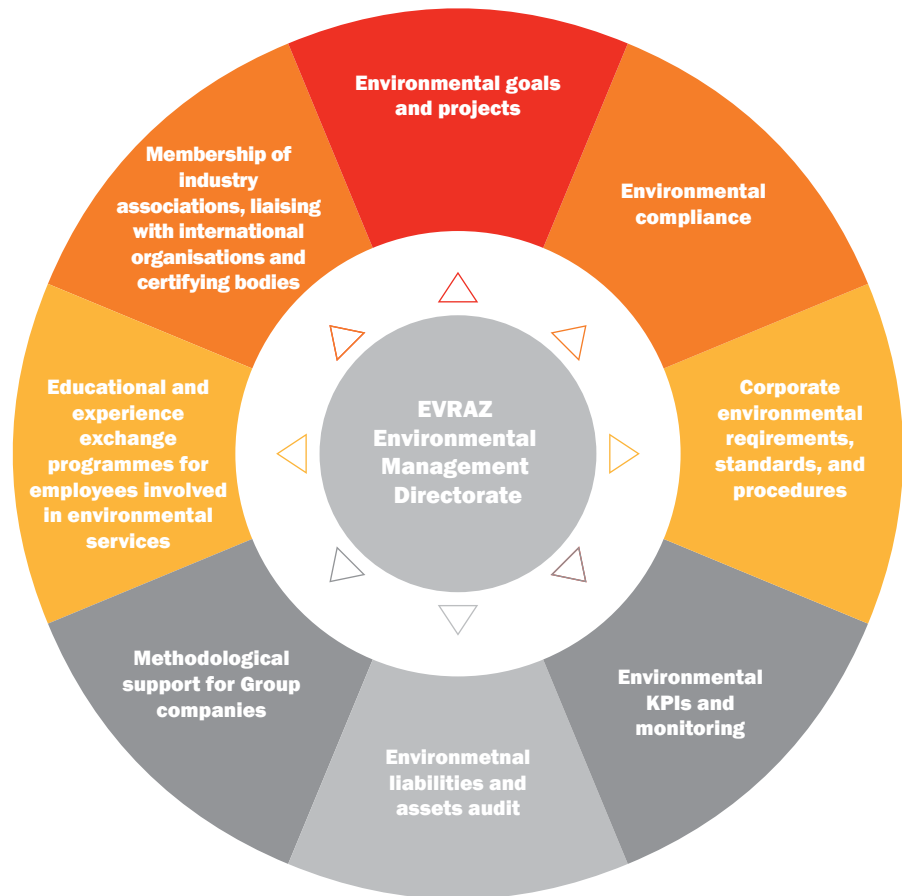 Environmental goals
and projects
Environmental
compliance
Corporate
environmental
reqirements,
standards, and
procedures
Environmental
KPIs and
monitoring
Environmetnal
liabilities and
assets audit
Methodological
support for Group
companies
Educational and
experience
exchange
programmes for
employees involved
in environmental
services
Membership of
industry
associations, liaising
with international
organisations and
certifying bodies
EVRAZ
Environmental
Management
Directorate